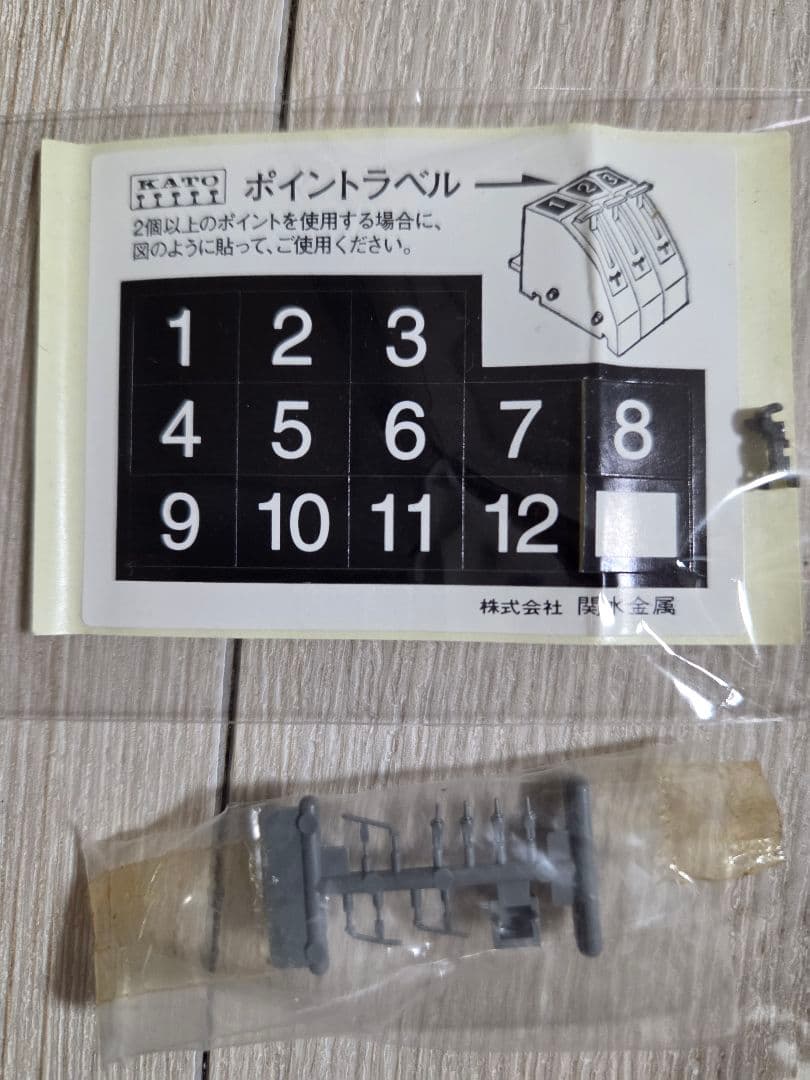 KATO ポイントラベル
2個以上のポイントを使用する場合に、
図のように貼って、ご使用ください。
1 2 3
1 2 3
4 5 6 7 8
9 10 11 12
株式会社 関水金属